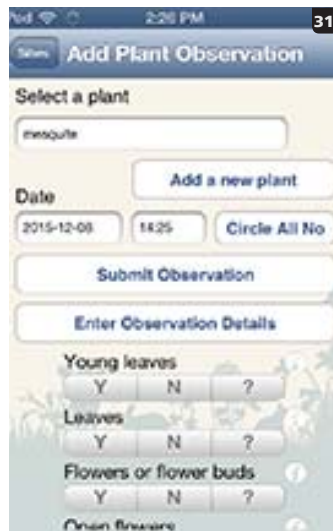 iPod 2:26 PM
31
Sites Add Plant Observation
Select a plant
mesquite
Add a new plant
Date
2015-12-08 14:25 Circle All No
Submit Observation
Enter Observation Details
Young leaves
Y N ?
Leaves
Y N ?
Flowers or flower buds
Y N ?
Open flowers